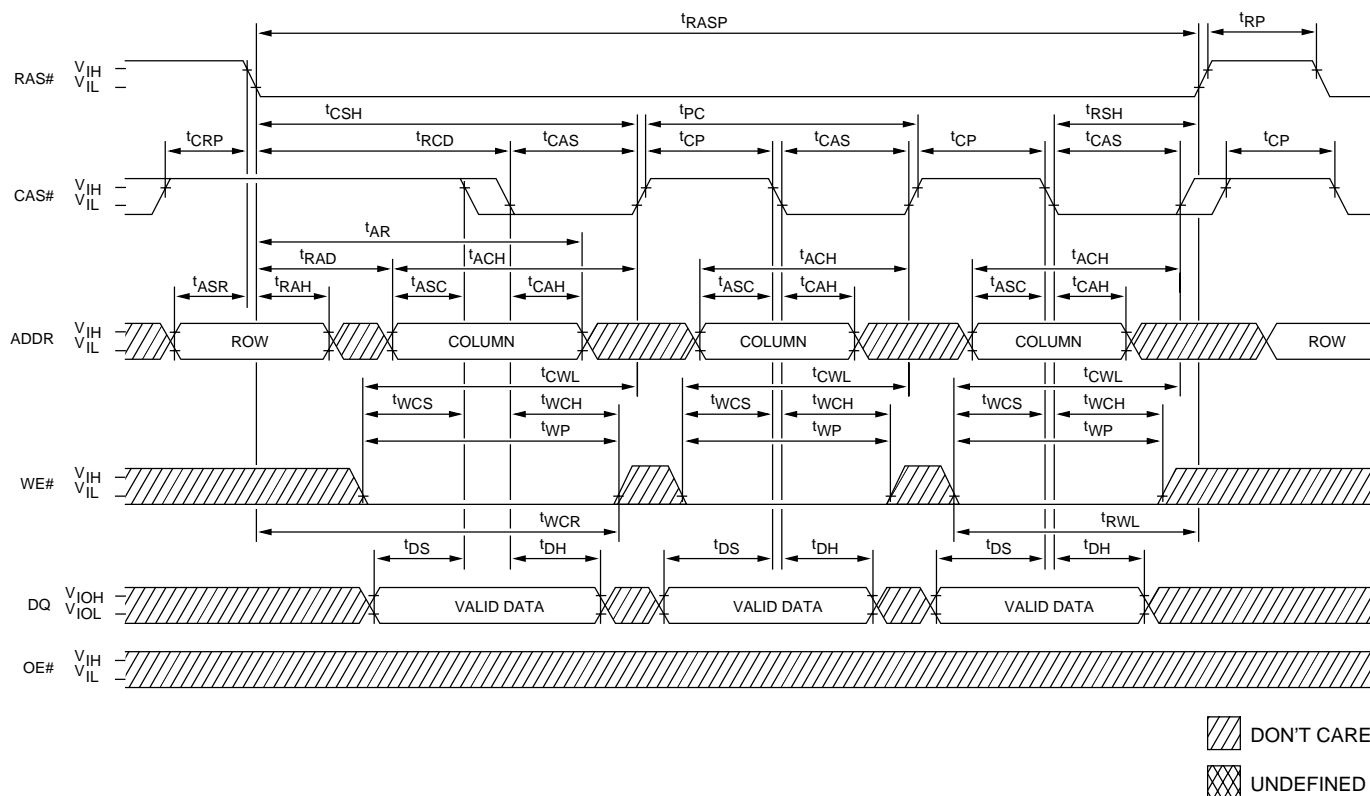 tRASP tRP
RAS# VIH
VIL
tCSH tPC tRSH
tCRP tRCD tCAS tCP tCAS tCP tCAS tCP
CAS# VIH
VIL
tAR
tRAD tACH tACH tACH
tASR tRAH tASC tCAH tASC tCAH tASC tCAH
ADDR VIH
VIL
ROW COLUMN COLUMN COLUMN ROW
tCWL tCWL tCWL
tWCS tWCH tWCS tWCH tWCS tWCH
tWP tWP tWP
WE# VIH
VIL
tWCR tRWL
tDS tDH tDS tDH tDS tDH
DQ VIOH
VIOL
VALID DATA VALID DATA VALID DATA
OE# VIH
VIL
DON'T CARE
UNDEFINED